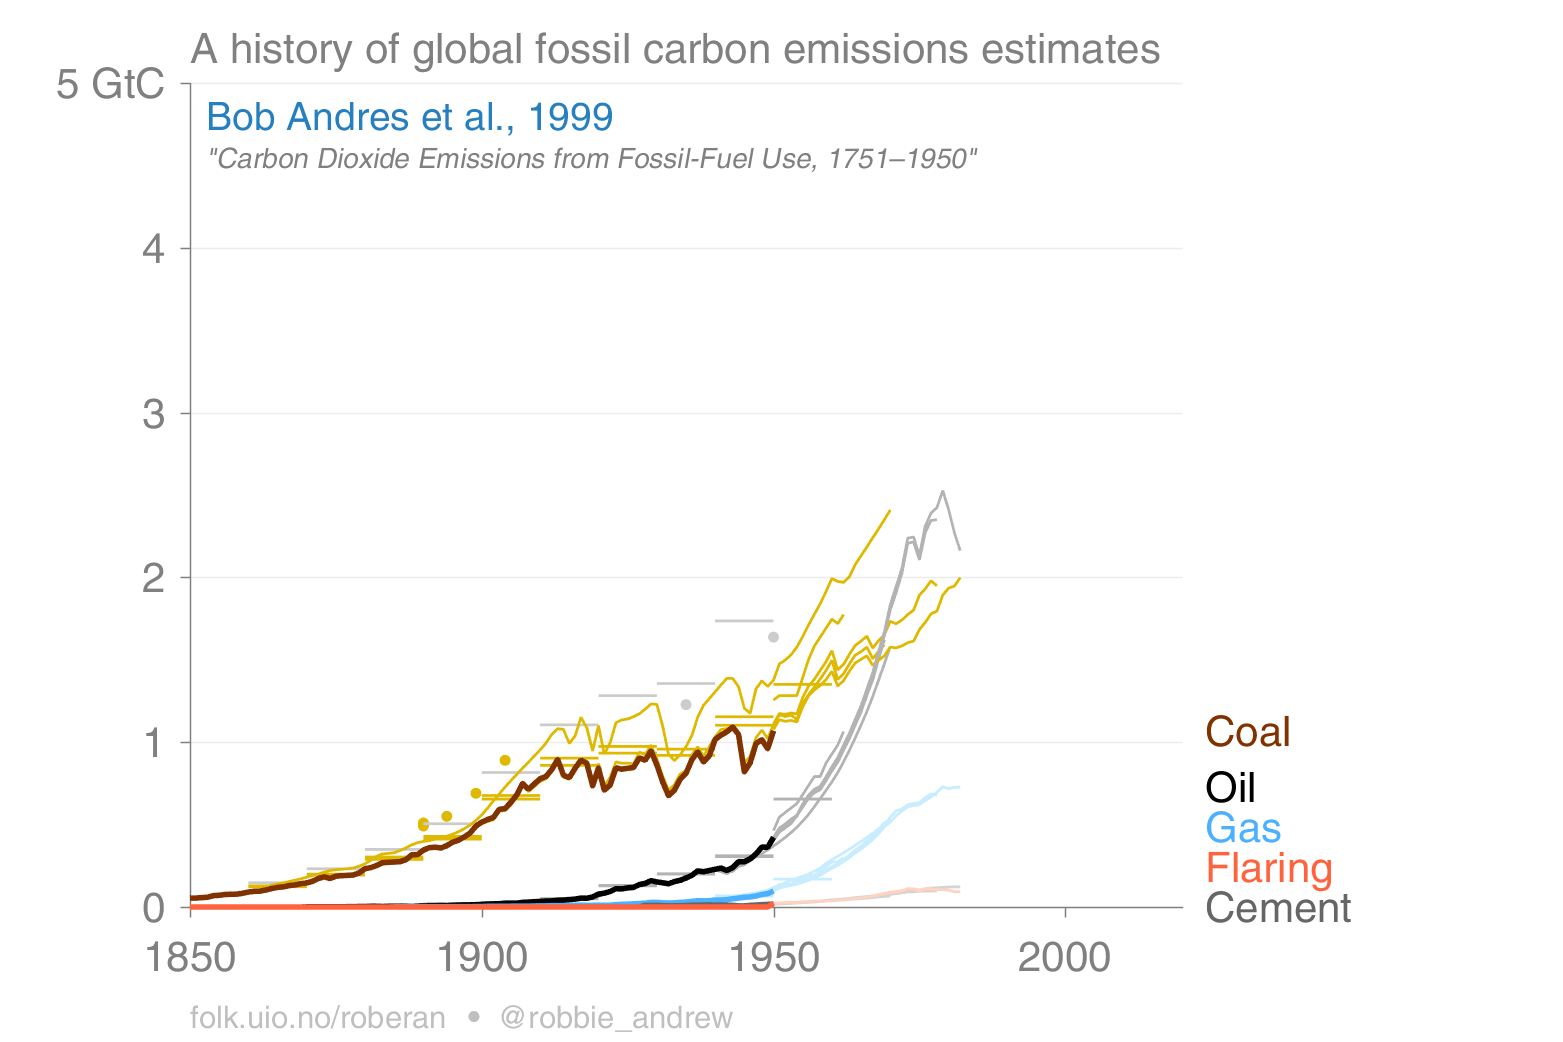 A history of global fossil carbon emissions estimates
5 GtC
Bob Andres et al., 1999
"Carbon Dioxide Emissions from Fossil-Fuel Use, 1751–1950"
4
3
2
1
0
Coal
Oil
Gas
Flaring
Cement
1850 1900 1950 2000
folk.uio.no/roberan • @robbie_andrew